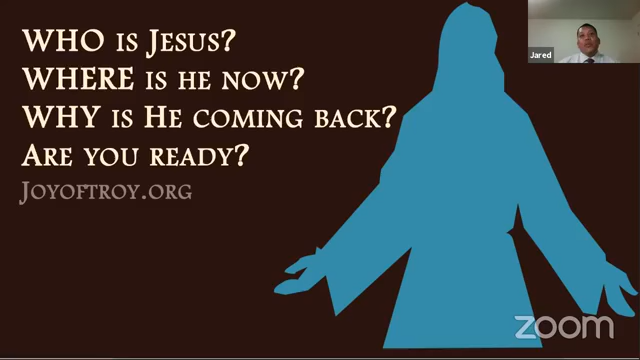 WHO is Jesus?
WHERE is he now?
WHY is He coming back?
Are you ready?
Joyoftroy.org
Jared
zoom